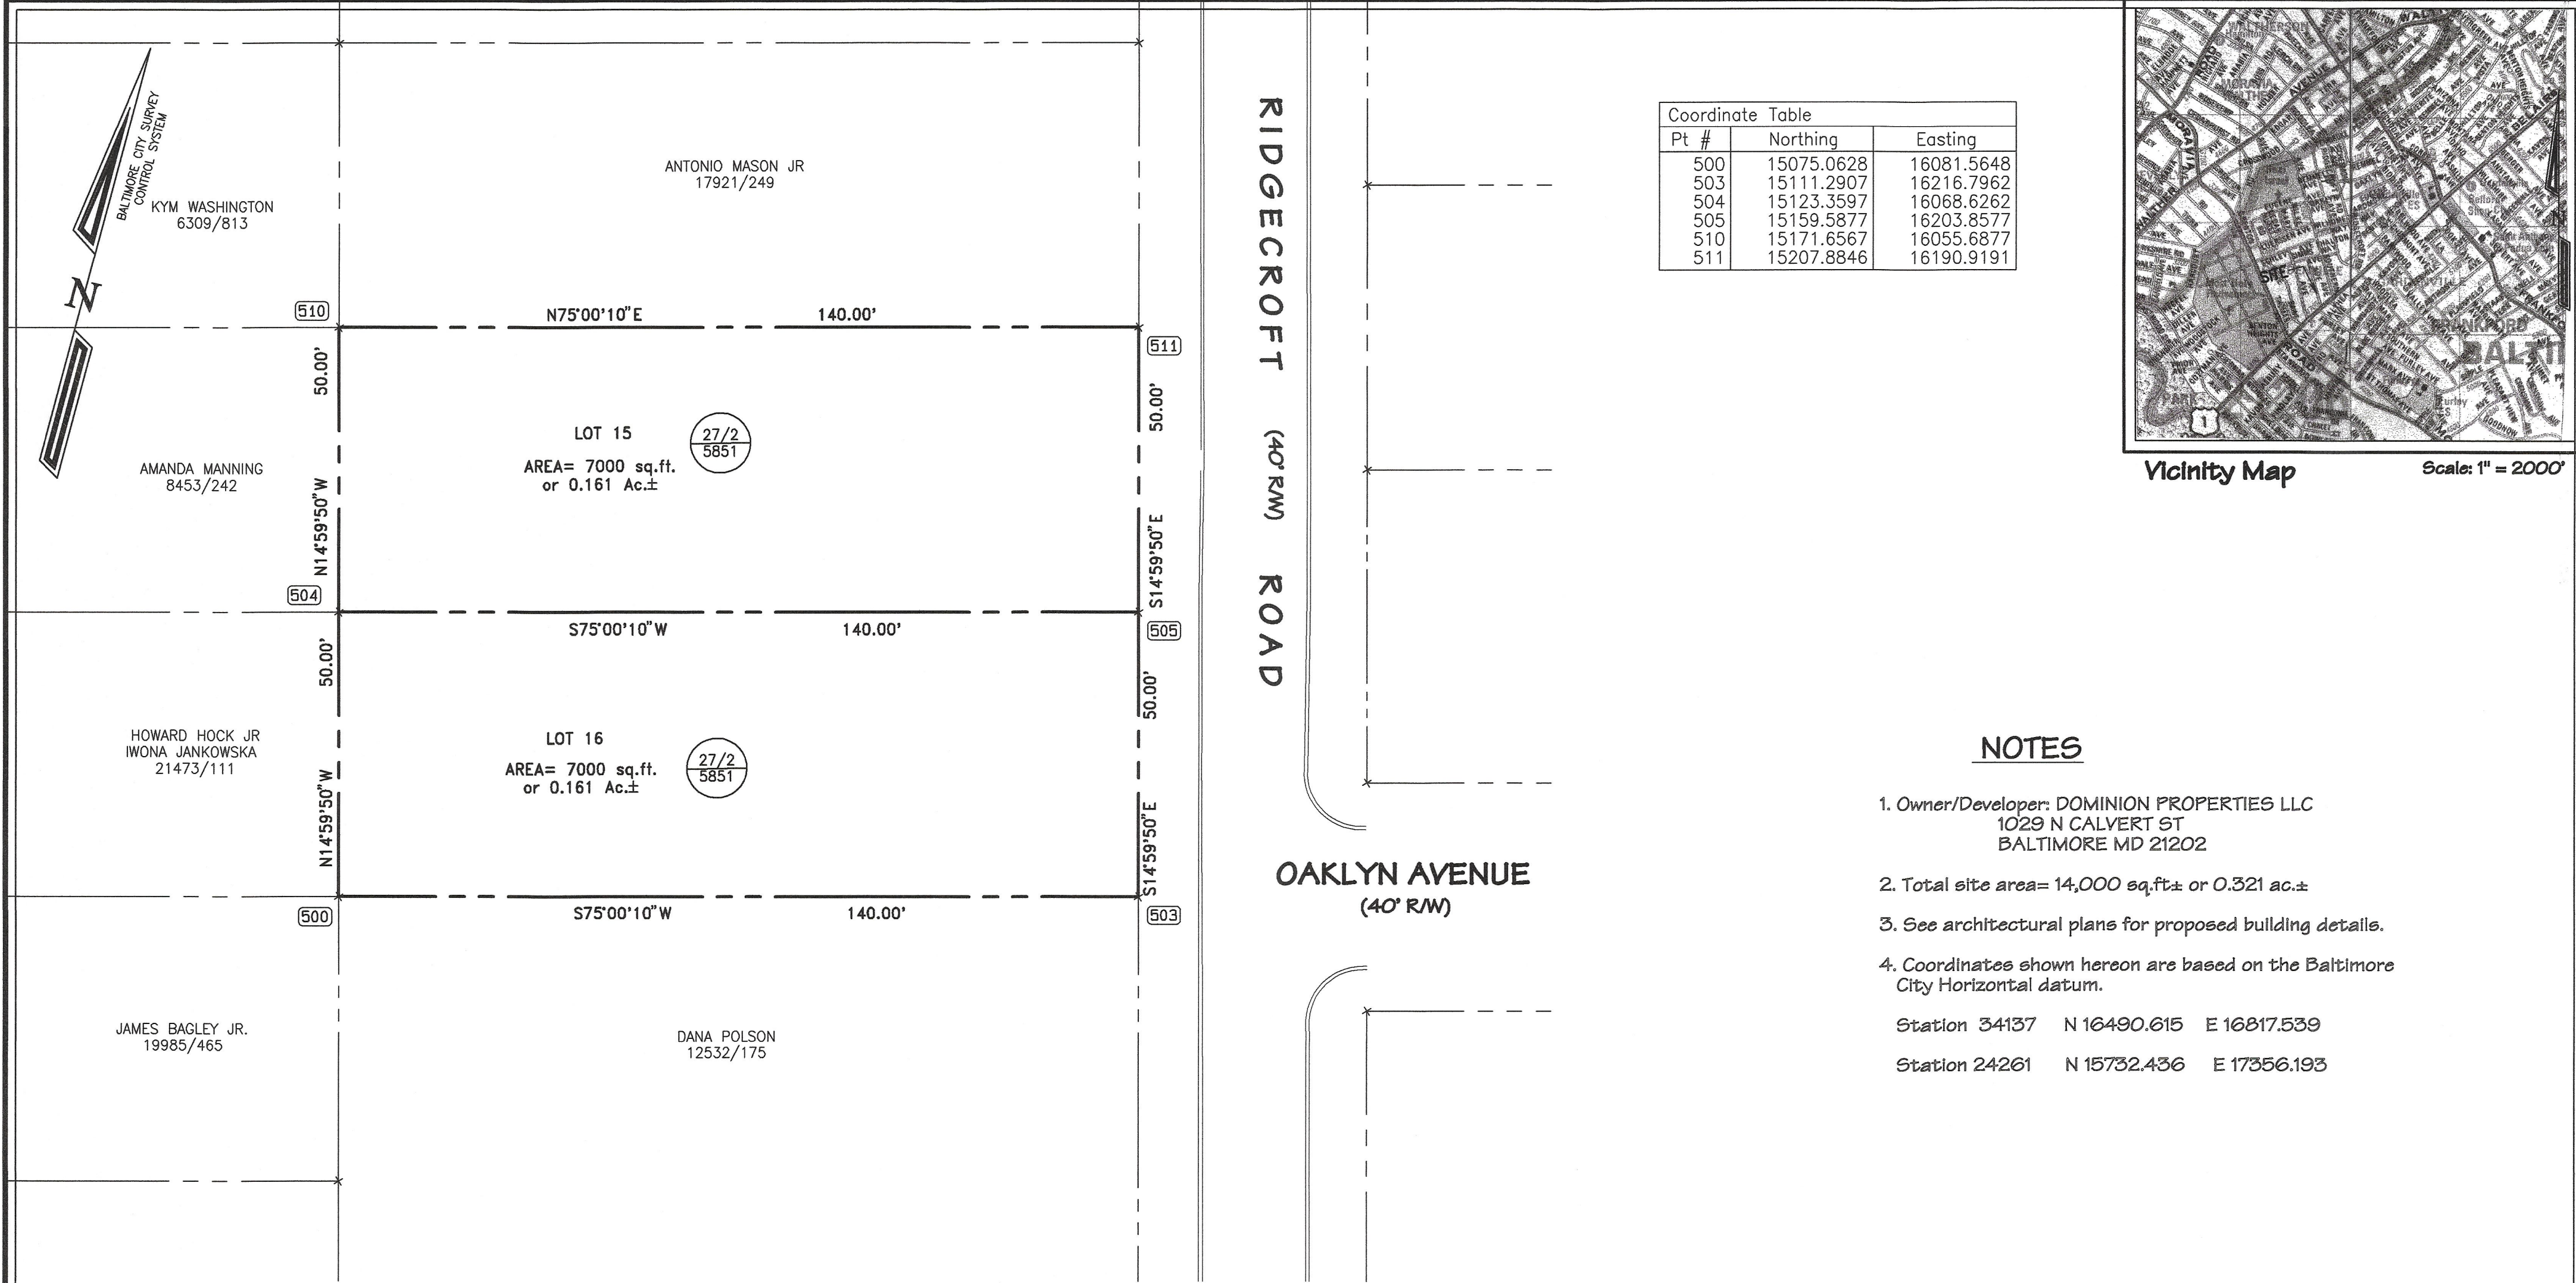 BALTIMORE CITY SURVEY
CONTROL SYSTEM
N
KYM WASHINGTON
6309/813
ANTONIO MASON JR
17921/249
510
N75°00'10"E 140.00'
511
50.00'
50.00'
LOT 15
27/2
5851
AREA= 7000 sq.ft.
or 0.161 Ac.±
AMANDA MANNING
8453/242
N14°59'50"W
S14°59'50"E
504
S75°00'10"W 140.00'
505
50.00'
50.00'
HOWARD HOCK JR
IWONA JANKOWSKA
21473/111
LOT 16
27/2
5851
AREA= 7000 sq.ft.
or 0.161 Ac.±
N14°59'50"W
S14°59'50"E
500
S75°00'10"W 140.00'
503
JAMES BAGLEY JR.
19985/465
DANA POLSON
12532/175
RIDGECROFT (40' R/W) ROAD
OAKLYN AVENUE
(40' R/W)
Coordinate Table
Pt # Northing Easting
500 15075.0628 16081.5648
503 15111.2907 16216.7962
504 15123.3597 16068.6262
505 15159.5877 16203.8577
510 15171.6567 16055.6877
511 15207.8846 16190.9191
WALTHERSON
MORAVIA
AVENUE
SITE
FRANKFORD
ROAD
1
Vicinity Map Scale: 1" = 2000'
NOTES
1. Owner/Developer: DOMINION PROPERTIES LLC
1029 N CALVERT ST
BALTIMORE MD 21202
2. Total site area= 14,000 sq.ft± or 0.321 ac.±
3. See architectural plans for proposed building details.
4. Coordinates shown hereon are based on the Baltimore
City Horizontal datum.
Station 34137 N 16490.615 E 16817.539
Station 24261 N 15732.436 E 17356.193